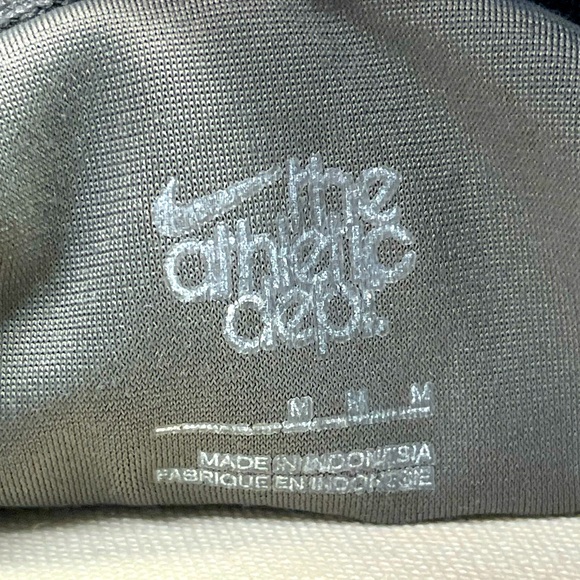 the
athletic
dept.
M M M
MADE IN INDONESIA
FABRIQUE EN INDONESIE